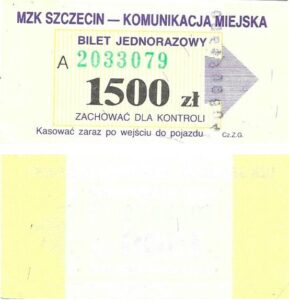 MZK SZCZECIN — KOMUNIKACJA MIEJSKA
BILET JEDNORAZOWY
A 2033079
1500 zł
ZACHOWAĆ DLA KONTROLI
Kasować zaraz po wejściu do pojazdu
Cz.Z.G.